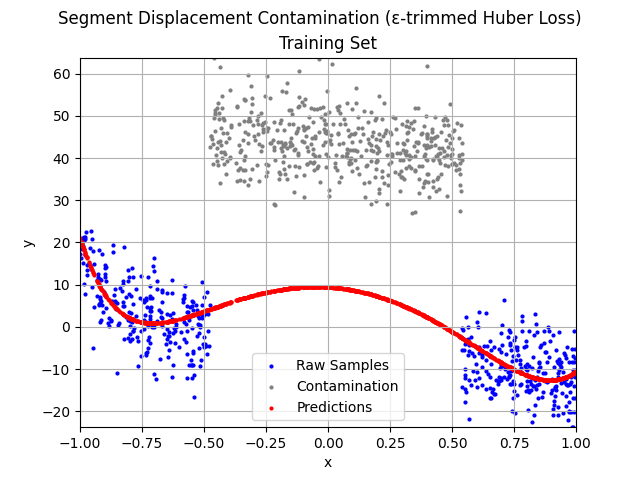 Segment Displacement Contamination (ε-trimmed Huber Loss)
Training Set
60
50
40
30
20
10
0
−10
−20
y
Raw Samples
Contamination
Predictions
−1.00 −0.75 −0.50 −0.25 0.00 0.25 0.50 0.75 1.00
x